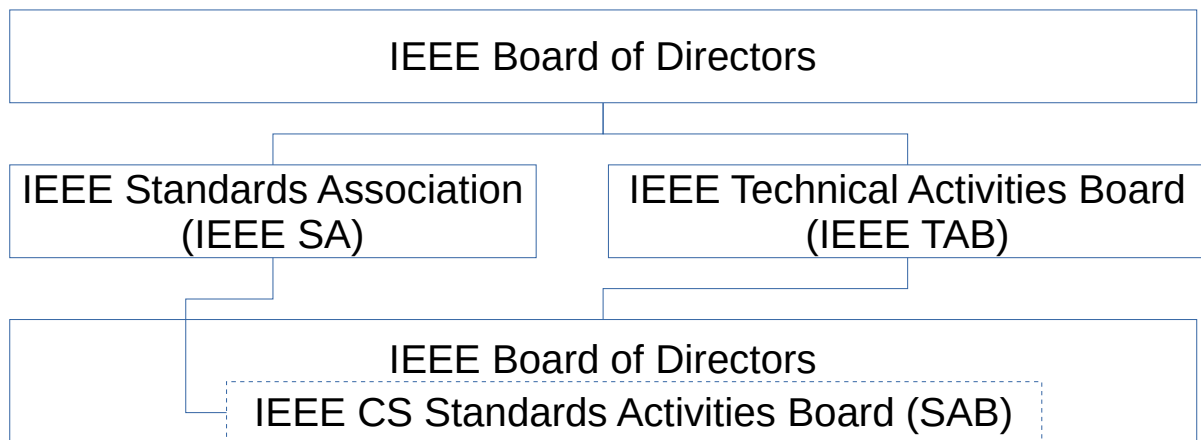 IEEE Board of Directors
IEEE Standards Association
(IEEE SA)
IEEE Technical Activities Board
(IEEE TAB)
IEEE Board of Directors
IEEE CS Standards Activities Board (SAB)